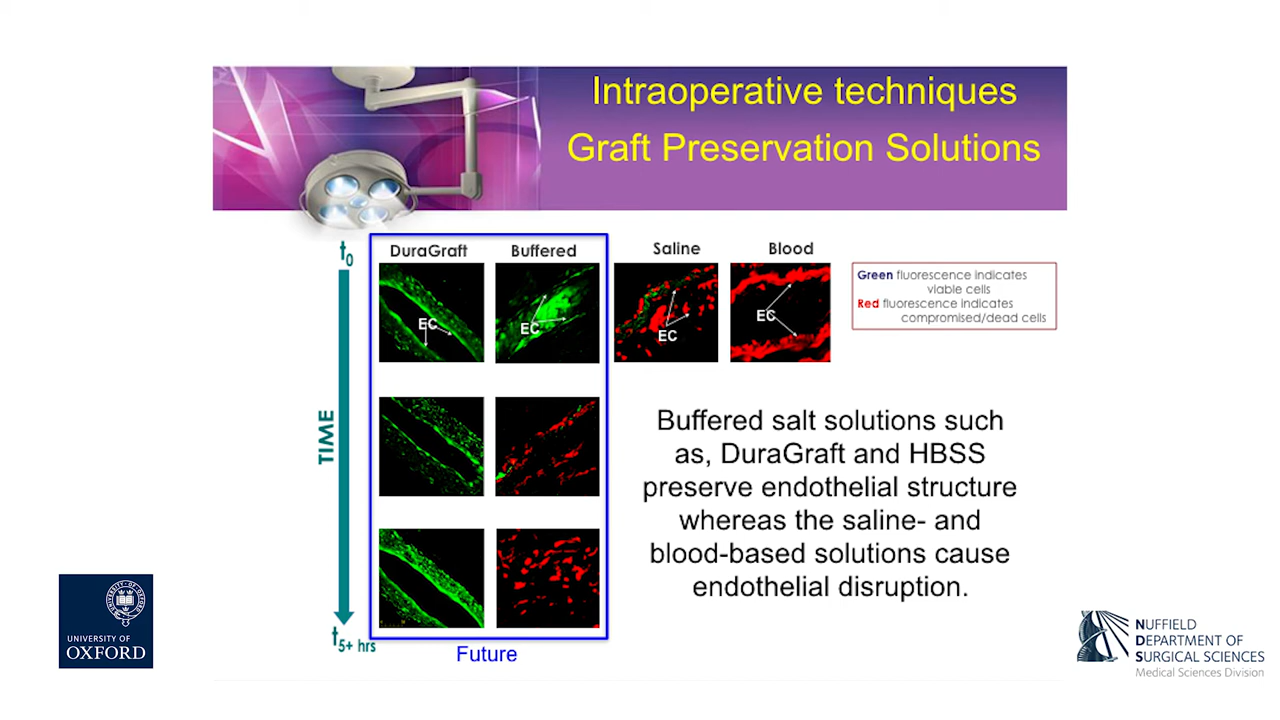 Intraoperative techniques
Graft Preservation Solutions
t0
DuraGraft
Buffered
Saline
Blood
EC
EC
EC
EC
Green fluorescence indicates
viable cells
Red fluorescence indicates
compromised/dead cells
TIME
Buffered salt solutions such
as, DuraGraft and HBSS
preserve endothelial structure
whereas the saline- and
blood-based solutions cause
endothelial disruption.
t5+ hrs
Future
UNIVERSITY OF
OXFORD
NUFFIELD
DEPARTMENT OF
SURGICAL SCIENCES
Medical Sciences Division